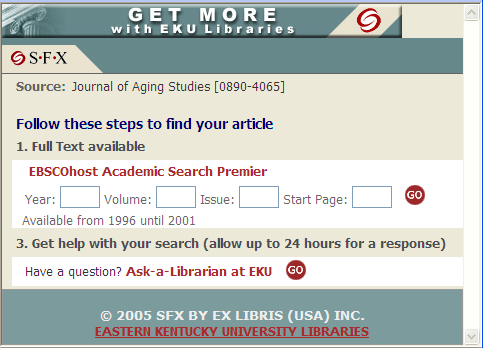 GET MORE
with EKU Libraries
S·F·X
Source: Journal of Aging Studies [0890-4065]
Follow these steps to find your article
1. Full Text available
EBSCOhost Academic Search Premier
Year: Volume: Issue: Start Page: GO
Available from 1996 until 2001
3. Get help with your search (allow up to 24 hours for a response)
Have a question? Ask-a-Librarian at EKU GO
© 2005 SFX BY EX LIBRIS (USA) INC.
EASTERN KENTUCKY UNIVERSITY LIBRARIES